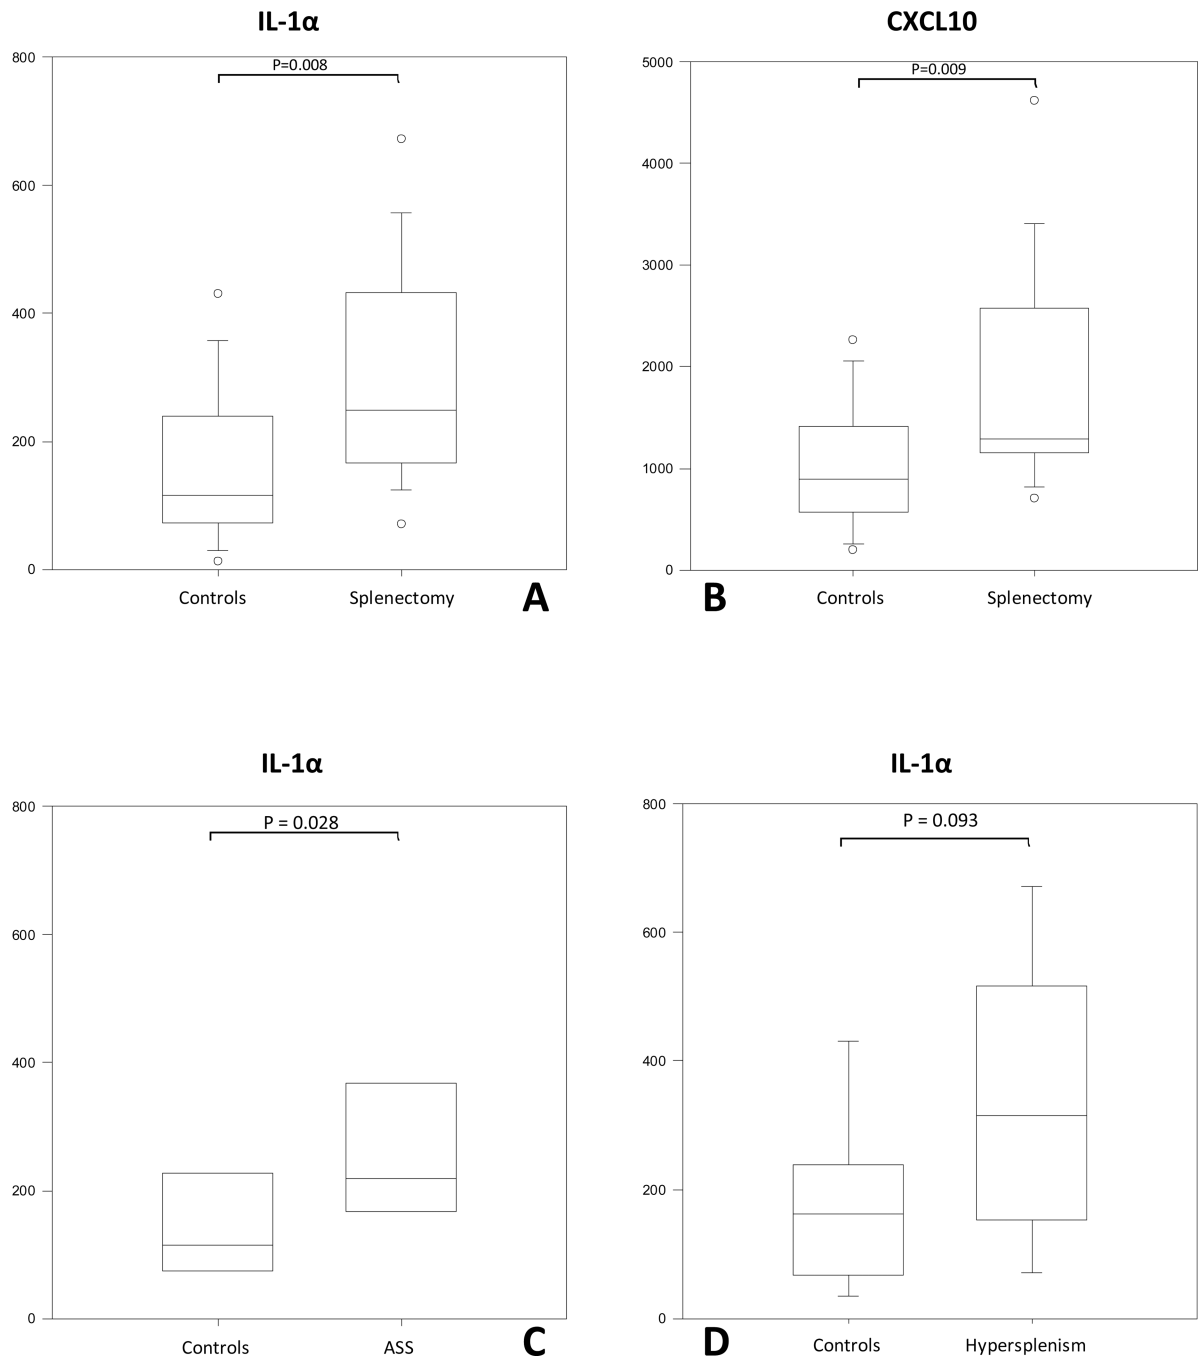 IL-1α
P=0.008
800
600
400
200
0
Controls
Splenectomy
A
CXCL10
P=0.009
5000
4000
3000
2000
1000
0
Controls
Splenectomy
B
IL-1α
P = 0.028
800
600
400
200
0
Controls
ASS
C
IL-1α
P = 0.093
800
600
400
200
0
Controls
Hypersplenism
D